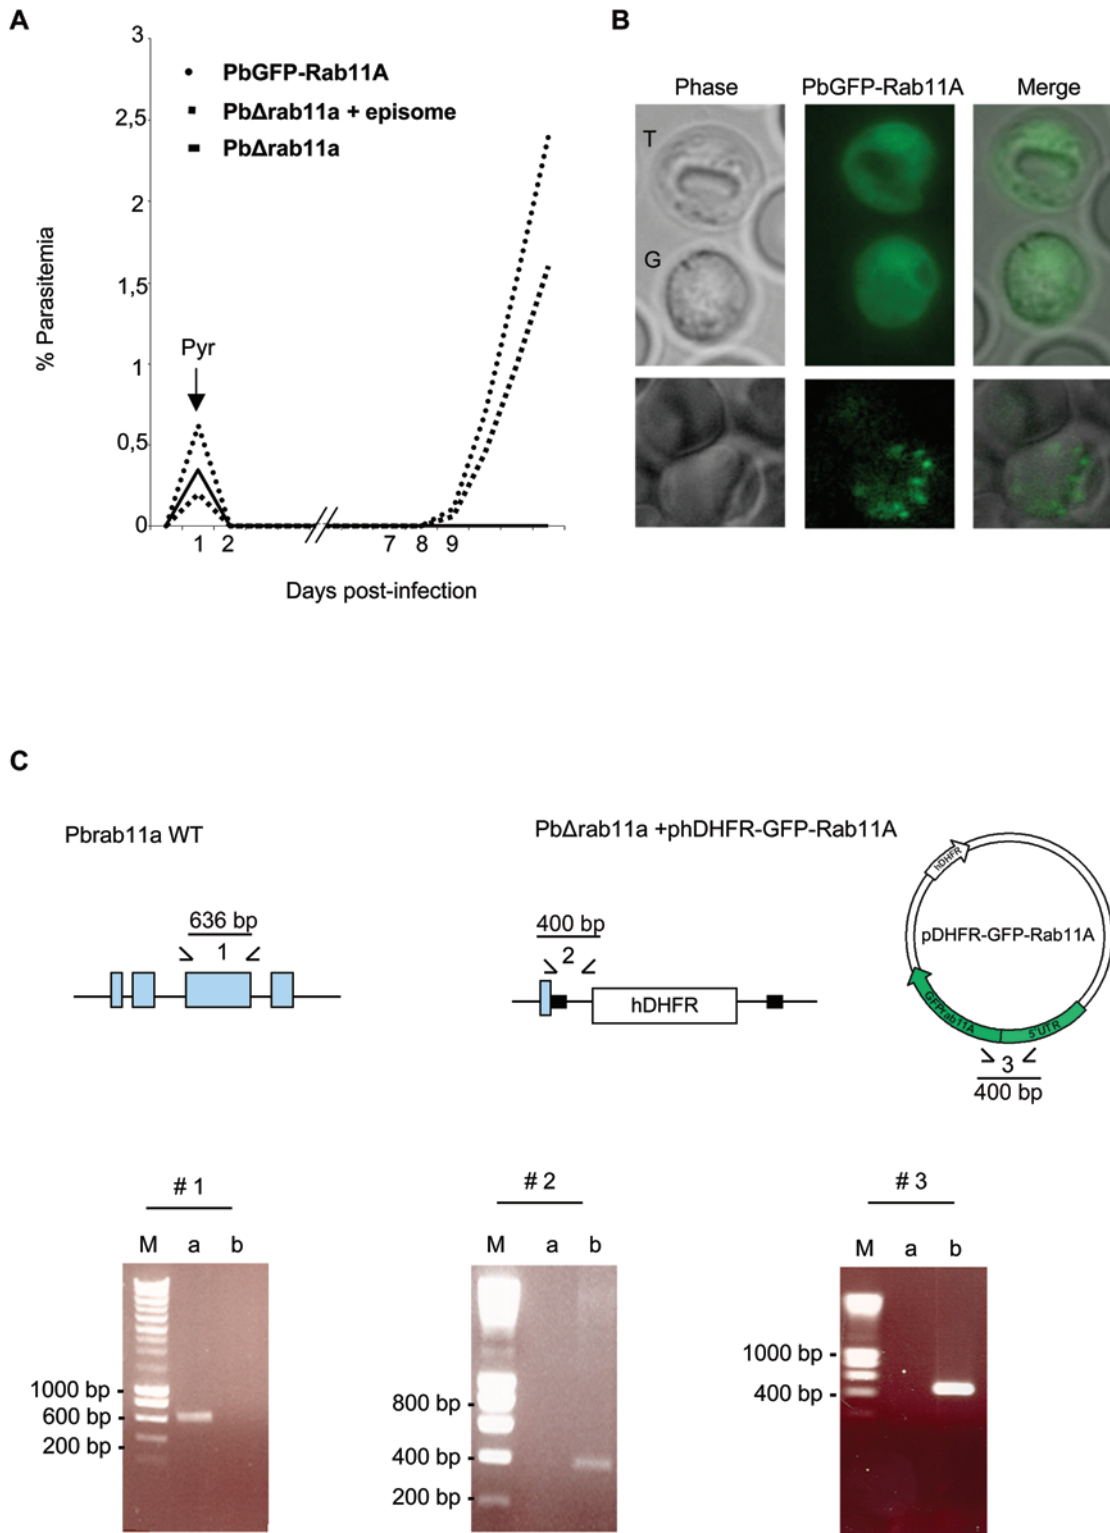 A
3
2,5
2
1,5
1
0,5
0
% Parasitemia
PbGFP-Rab11A
PbΔrab11a + episome
PbΔrab11a
Pyr
1 2 7 8 9
Days post-infection
B
Phase PbGFP-Rab11A Merge
T
G
C
Pbrab11a WT
636 bp
1
PbΔrab11a +phDHFR-GFP-Rab11A
400 bp
2
hDHFR
hDHFR
pDHFR-GFP-Rab11A
GFPrab11A
5'UTR
3
400 bp
# 1
M a b
1000 bp
600 bp
200 bp
# 2
M a b
800 bp
400 bp
200 bp
# 3
M a b
1000 bp
400 bp